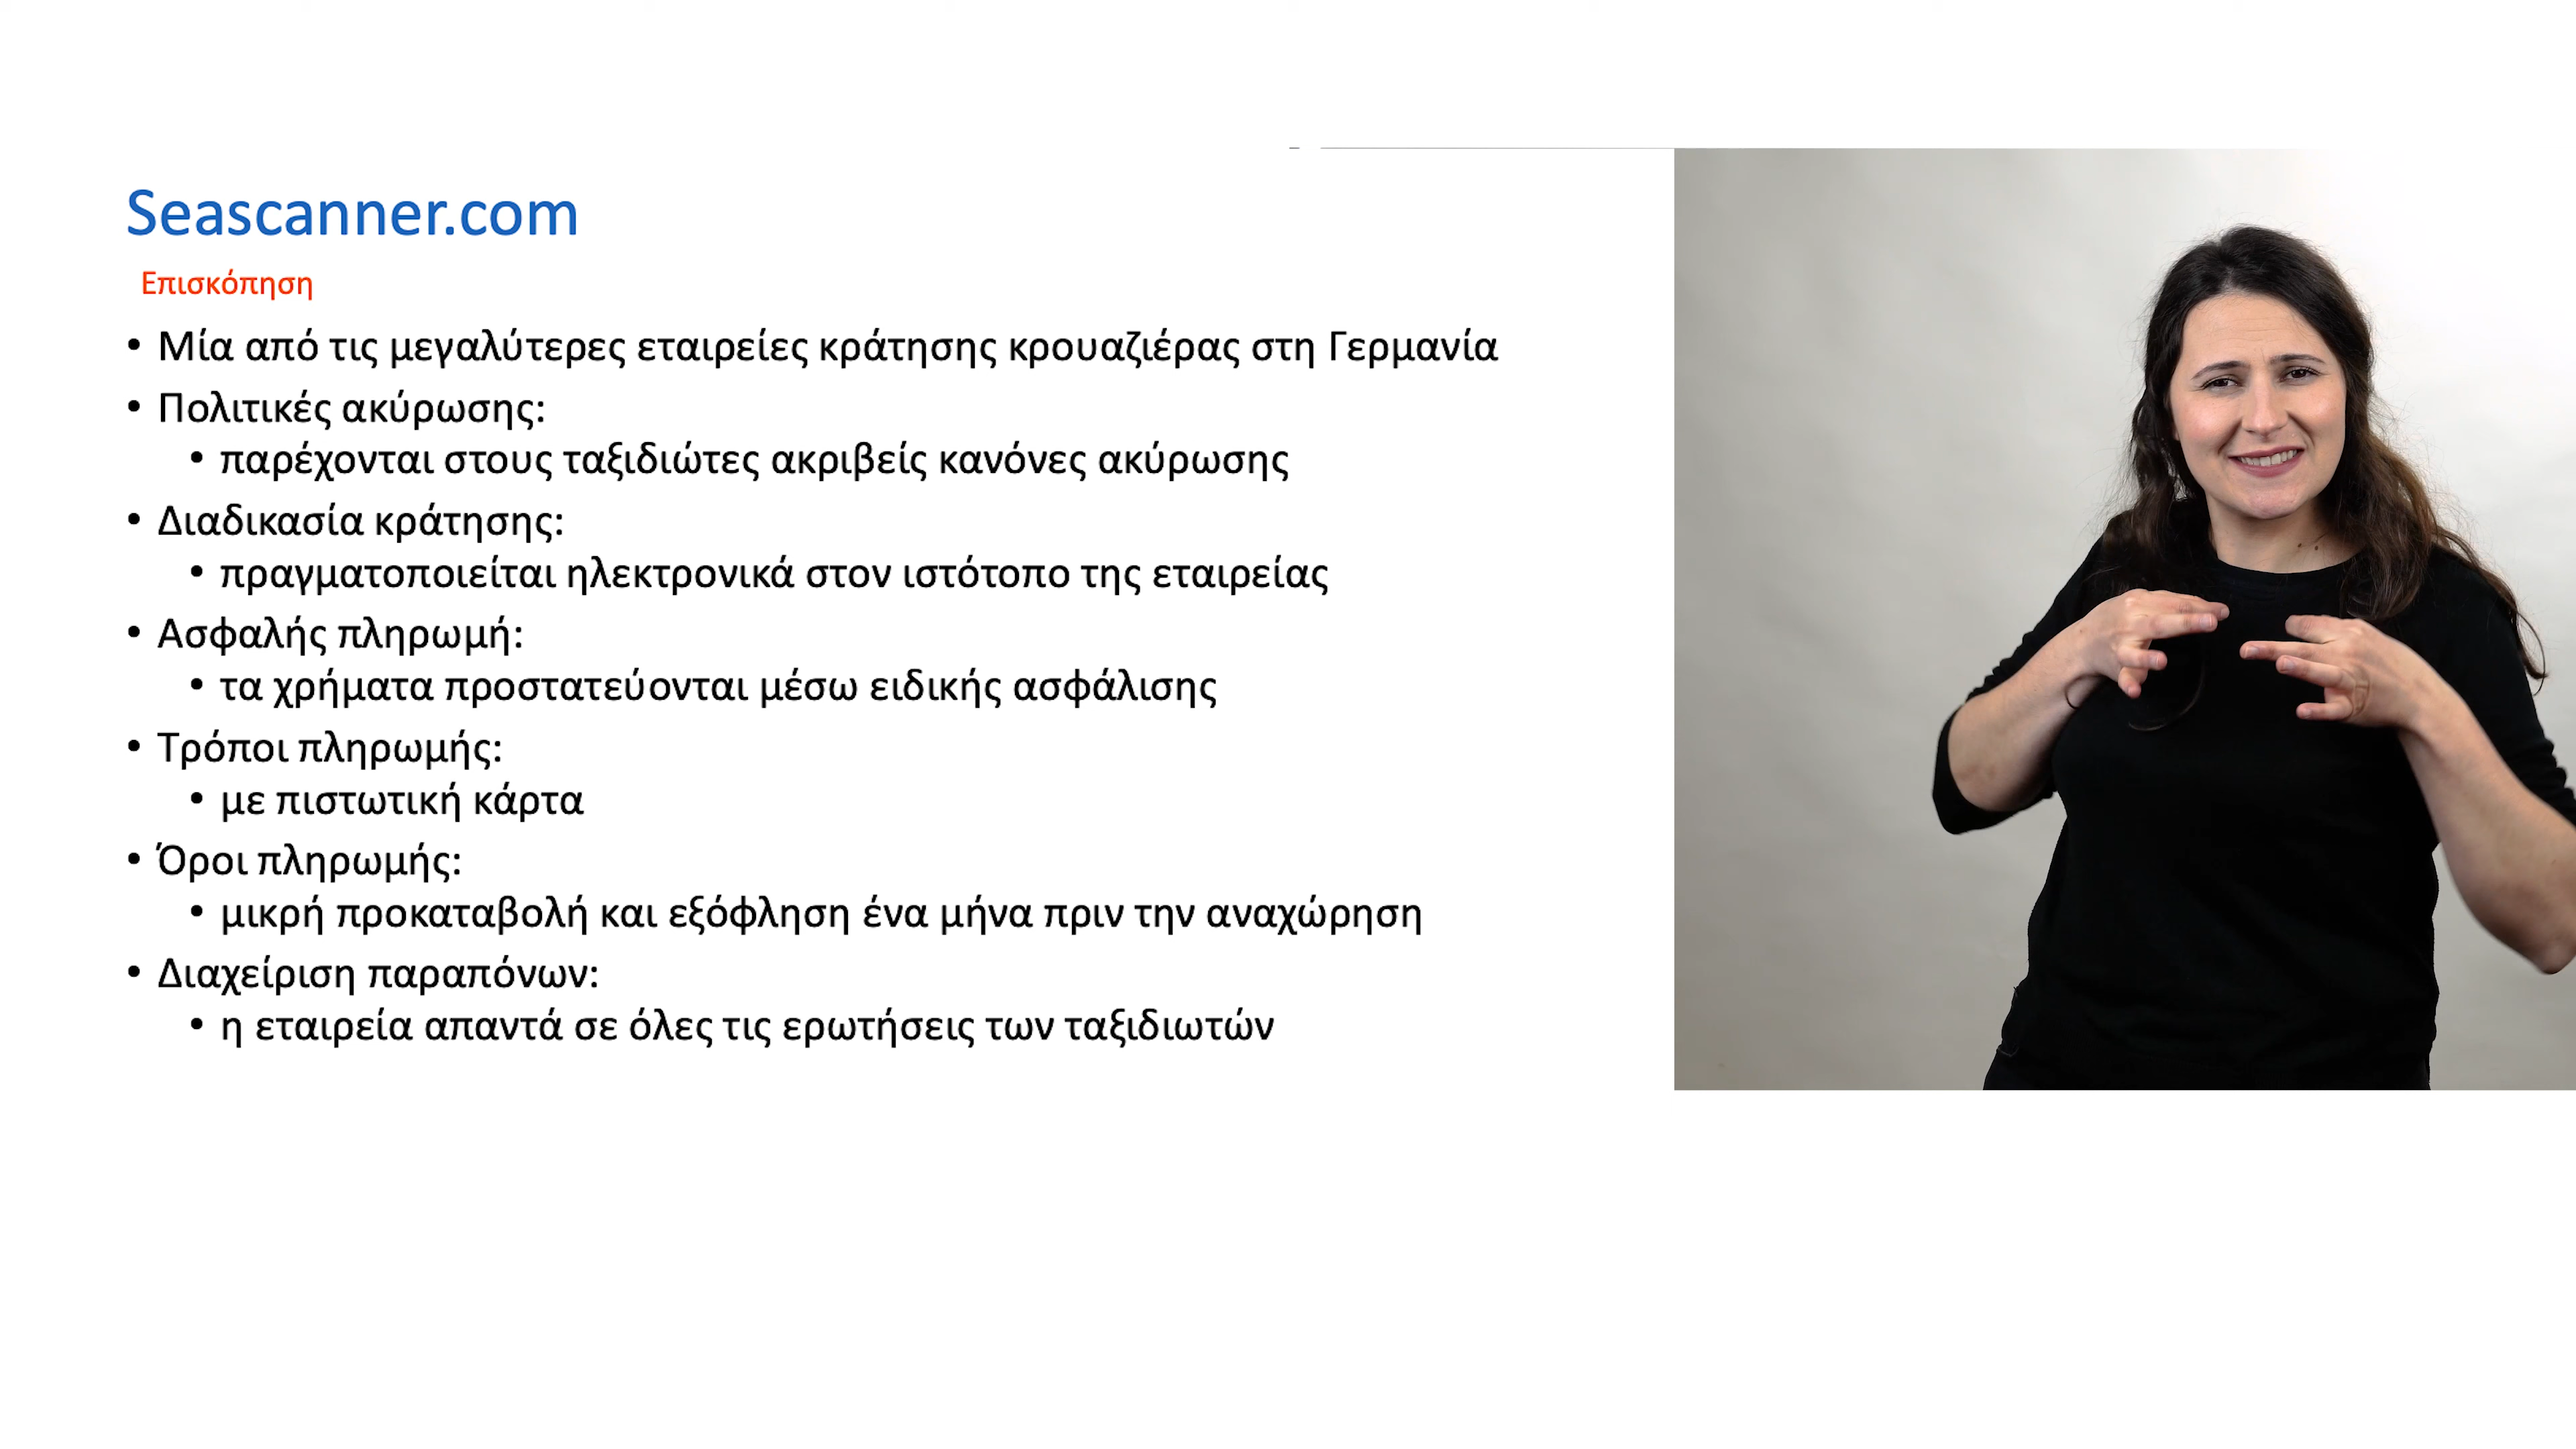 Seascanner.com
Επισκόπηση
• Μία από τις μεγαλύτερες εταιρείες κράτησης κρουαζιέρας στη Γερμανία
• Πολιτικές ακύρωσης:
• παρέχονται στους ταξιδιώτες ακριβείς κανόνες ακύρωσης
• Διαδικασία κράτησης:
• πραγματοποιείται ηλεκτρονικά στον ιστότοπο της εταιρείας
• Ασφαλής πληρωμή:
• τα χρήματα προστατεύονται μέσω ειδικής ασφάλισης
• Τρόποι πληρωμής:
• με πιστωτική κάρτα
• Όροι πληρωμής:
• μικρή προκαταβολή και εξόφληση ένα μήνα πριν την αναχώρηση
• Διαχείριση παραπόνων:
• η εταιρεία απαντά σε όλες τις ερωτήσεις των ταξιδιωτών